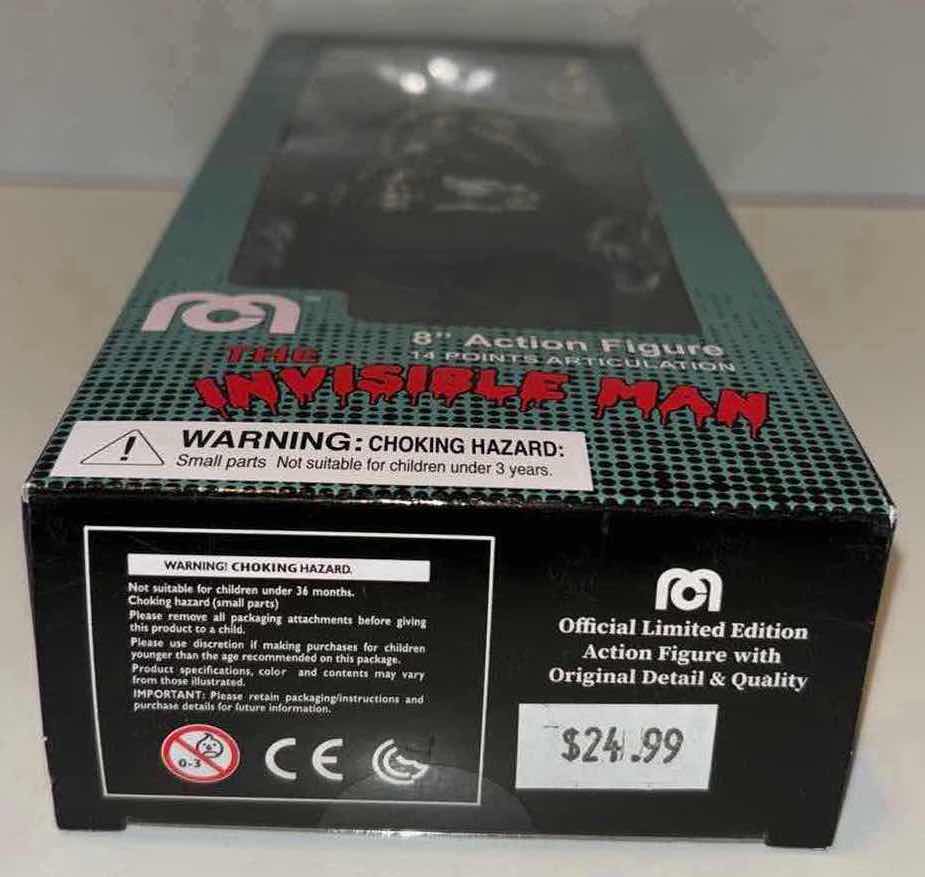 TM
8" Action Figure
14 POINTS ARTICULATION
THE
INVISIBLE MAN
WARNING: CHOKING HAZARD:
Small parts Not suitable for children under 3 years.
WARNING! CHOKING HAZARD.
Not suitable for children under 36 months.
Choking hazard (small parts)
Please remove all packaging attachments before giving
this product to a child.
Please use discretion if making purchases for children
younger than the age recommended on this package.
Product specifications, color and contents may vary
from those illustrated.
IMPORTANT: Please retain packaging/instructions and
purchase details for future information.
0-3
CE
Official Limited Edition
Action Figure with
Original Detail & Quality
$24.99